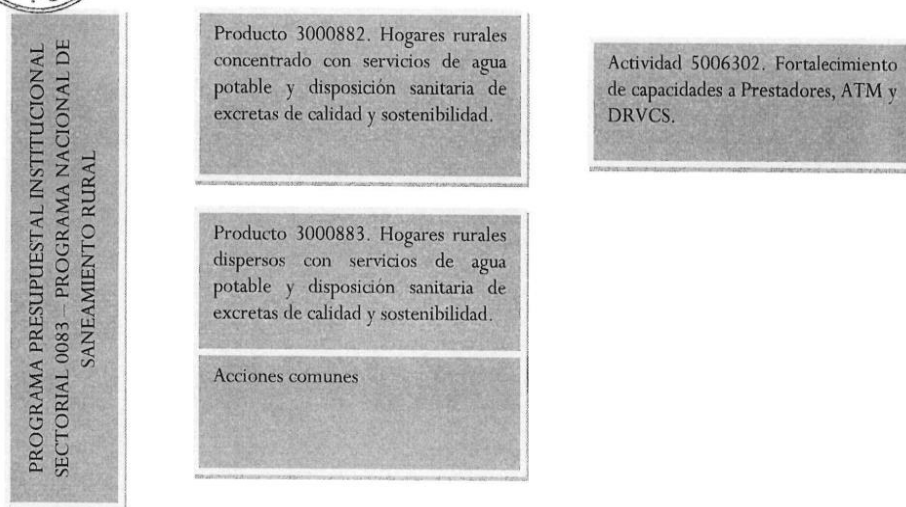 PROGRAMA PRESUPUESTAL INSTITUCIONAL
SECTORIAL 0083 – PROGRAMA NACIONAL DE
SANEAMIENTO RURAL
Producto 3000882. Hogares rurales
concentrado con servicios de agua
potable y disposición sanitaria de
excretas de calidad y sostenibilidad.
Actividad 5006302. Fortalecimiento
de capacidades a Prestadores, ATM y
DRVCS.
Producto 3000883. Hogares rurales
dispersos con servicios de agua
potable y disposición sanitaria de
excretas de calidad y sostenibilidad.
Acciones comunes